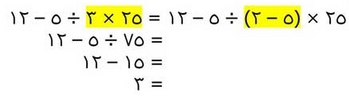 ١٢ − ٥ ÷ ٣ × ٢٥ = ١٢ − ٥ ÷ (٢ − ٥) × ٢٥
١٢ − ٥ ÷ ٧٥ =
١٢ − ١٥ =
٣ =